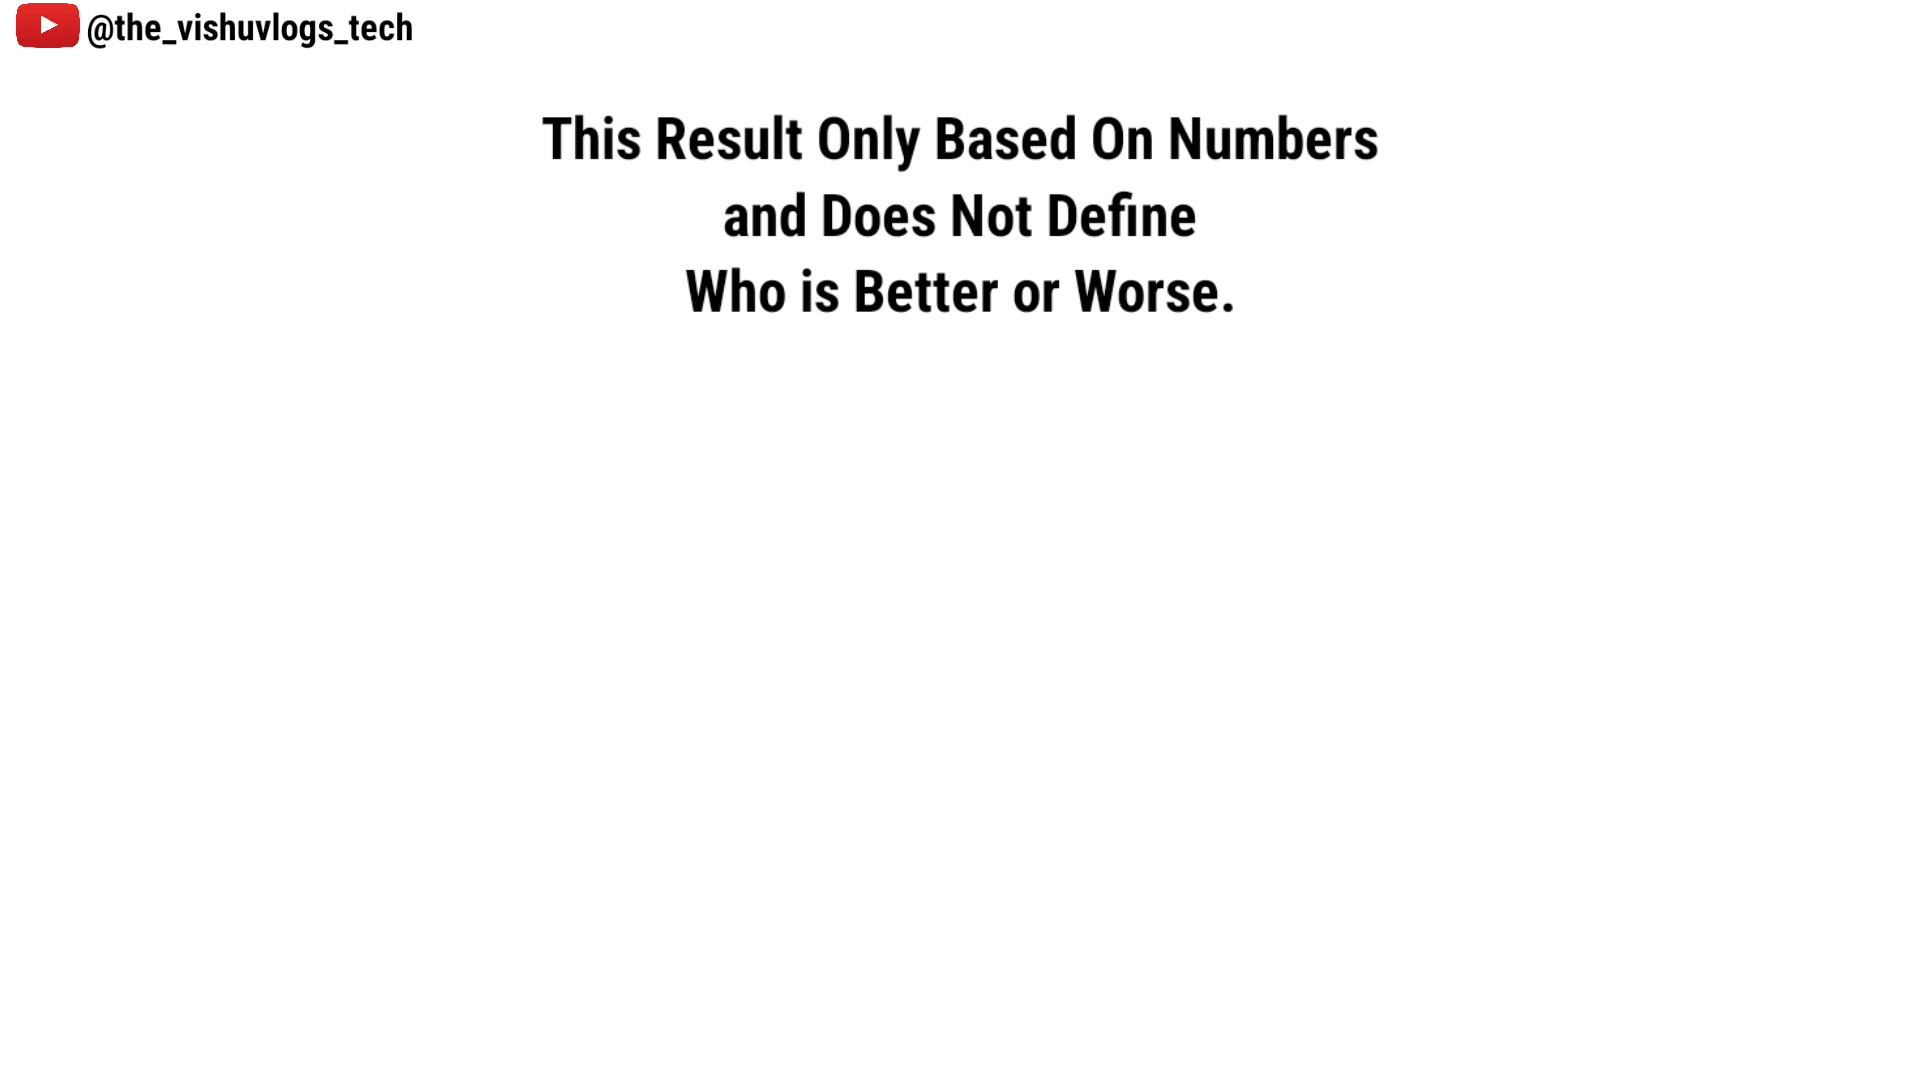 @the_vishuvlogs_tech
This Result Only Based On Numbers
and Does Not Define
Who is Better or Worse.